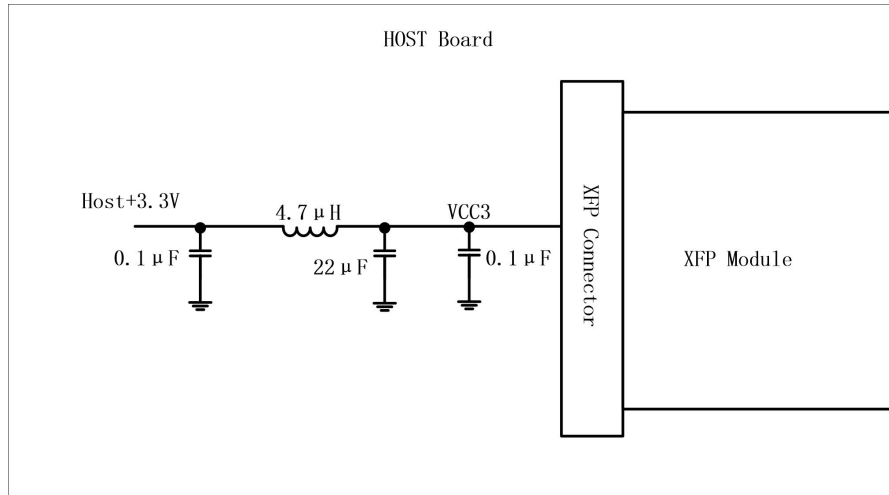 HOST Board
Host+3.3V
4.7μH
VCC3
0.1μF
22μF
0.1μF
XFP Connector
XFP Module